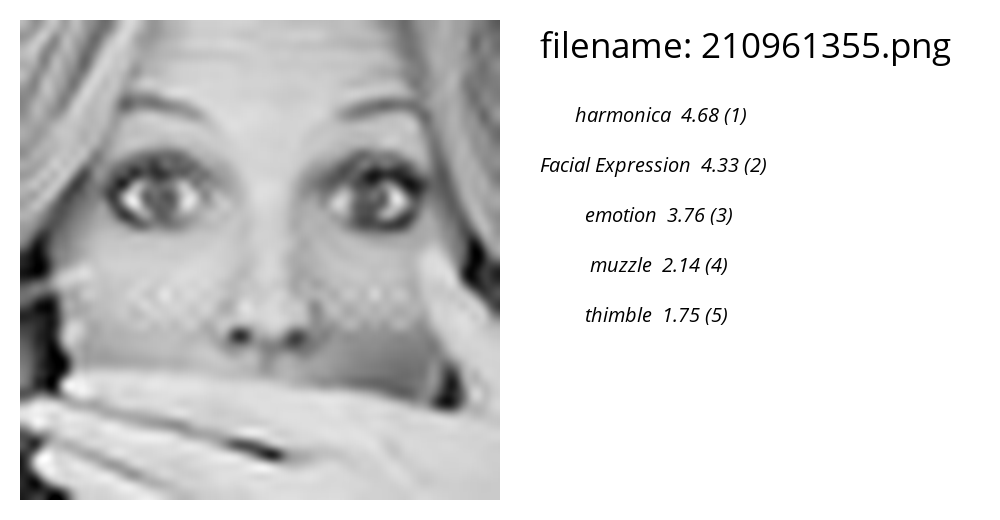 filename: 210961355.png
harmonica 4.68 (1)
Facial Expression 4.33 (2)
emotion 3.76 (3)
muzzle 2.14 (4)
thimble 1.75 (5)